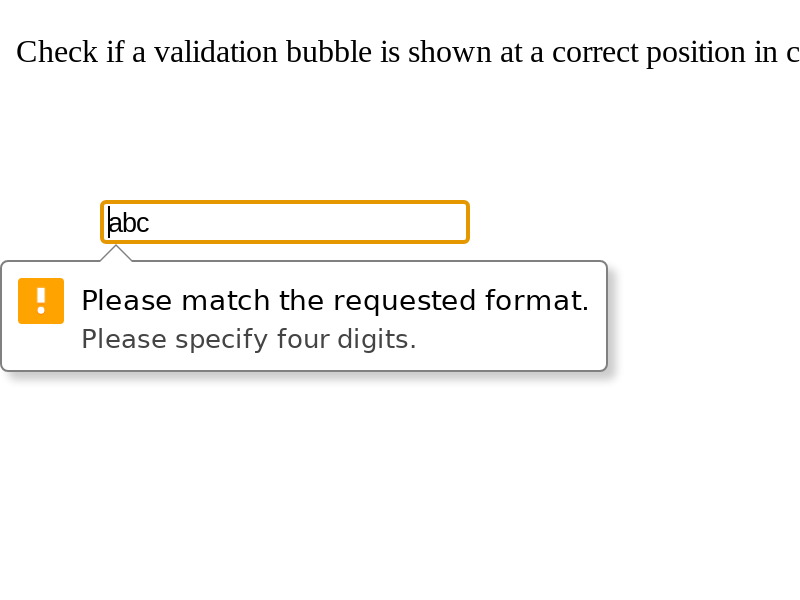 Check if a validation bubble is shown at a correct position in c
abc
Please match the requested format.
Please specify four digits.